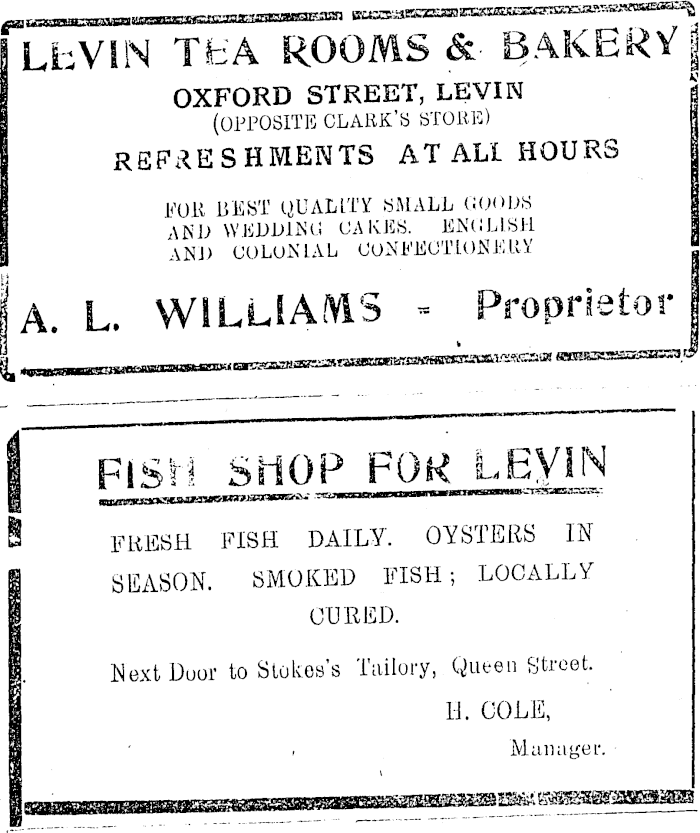 LEVIN TEA ROOMS & BAKERY
OXFORD STREET, LEVIN
(OPPOSITE CLARK'S STORE)
REFRESHMENTS AT ALL HOURS
FOR BEST QUALITY SMALL GOODS
AND WEDDING CAKES. ENGLISH
AND COLONIAL CONFECTIONERY
A. L. WILLIAMS = Proprietor
FISH SHOP FOR LEVIN
FRESH FISH DAILY. OYSTERS IN
SEASON. SMOKED FISH; LOCALLY
CURED.
Next Door to Stokes's Tailory, Queen Street.
H. COLE,
Manager.